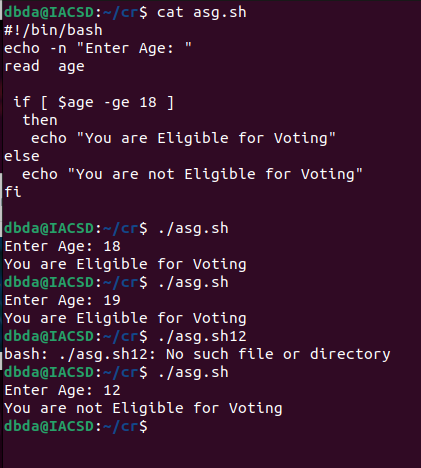 dbda@IACSD:~/cr$ cat asg.sh
#!/bin/bash
echo -n "Enter Age: "
read  age

 if [ $age -ge 18 ]
  then
   echo "You are Eligible for Voting"
else
  echo "You are not Eligible for Voting"
fi

dbda@IACSD:~/cr$ ./asg.sh
Enter Age: 18
You are Eligible for Voting
dbda@IACSD:~/cr$ ./asg.sh
Enter Age: 19
You are Eligible for Voting
dbda@IACSD:~/cr$ ./asg.sh12
bash: ./asg.sh12: No such file or directory
dbda@IACSD:~/cr$ ./asg.sh
Enter Age: 12
You are not Eligible for Voting
dbda@IACSD:~/cr$